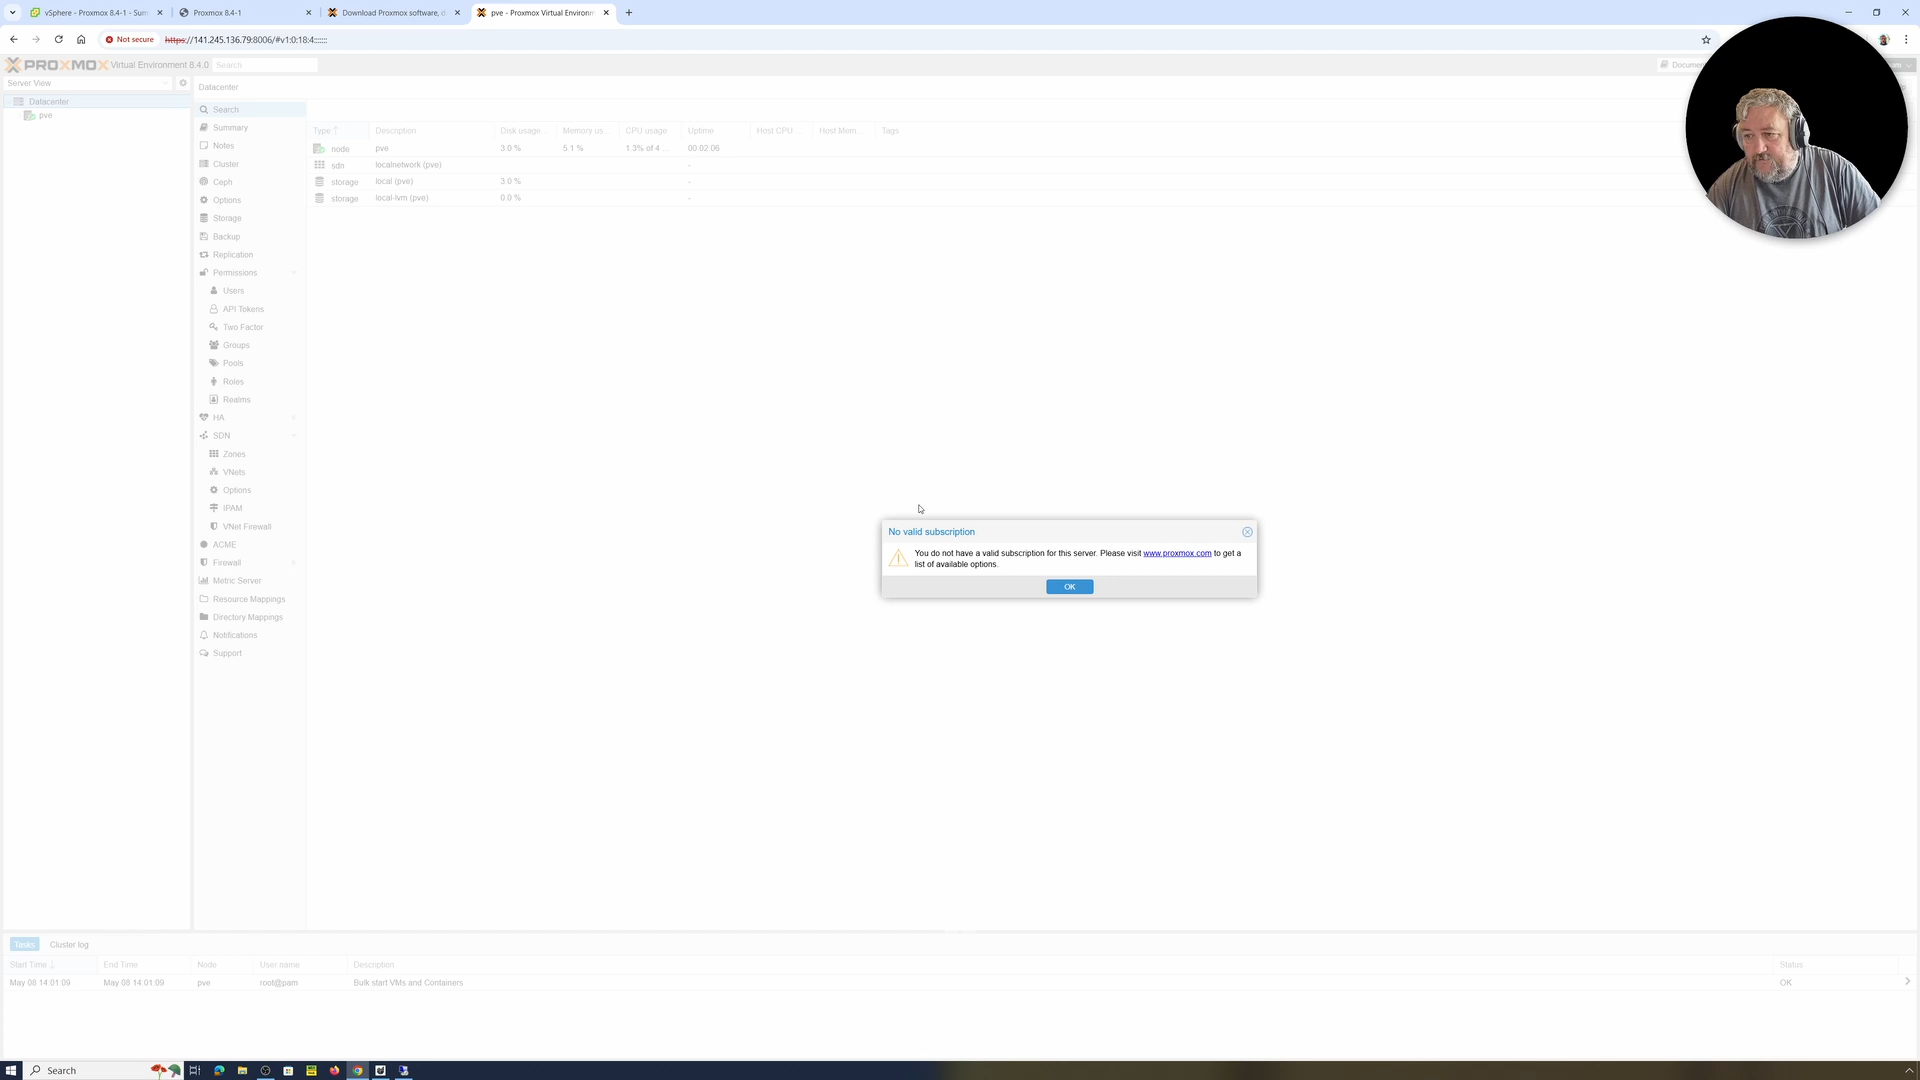 vSphere - Proxmox 8.4-1 - Sum
Proxmox 8.4-1
Download Proxmox software, d
pve - Proxmox Virtual Environm
Not secure
https://141.245.136.79:8006/#v1:0:18:4:::::::
PROXMOX Virtual Environment 8.4.0
Search
Docume
Server View
Datacenter
pve
Datacenter
Search
Summary
Notes
Cluster
Ceph
Options
Storage
Backup
Replication
Permissions
Users
API Tokens
Two Factor
Groups
Pools
Roles
Realms
HA
SDN
Zones
VNets
Options
IPAM
VNet Firewall
ACME
Firewall
Metric Server
Resource Mappings
Directory Mappings
Notifications
Support
Type Description Disk usage... Memory us... CPU usage Uptime Host CPU ... Host Mem... Tags
node pve 3.0 % 5.1 % 1.3% of 4 ... 00:02:06
sdn localnetwork (pve) -
storage local (pve) 3.0 % -
storage local-lvm (pve) 0.0 % -
No valid subscription
You do not have a valid subscription for this server. Please visit www.proxmox.com to get a
list of available options.
OK
Tasks Cluster log
Start Time End Time Node User name Description Status
May 08 14:01:09 May 08 14:01:09 pve root@pam Bulk start VMs and Containers OK
Search